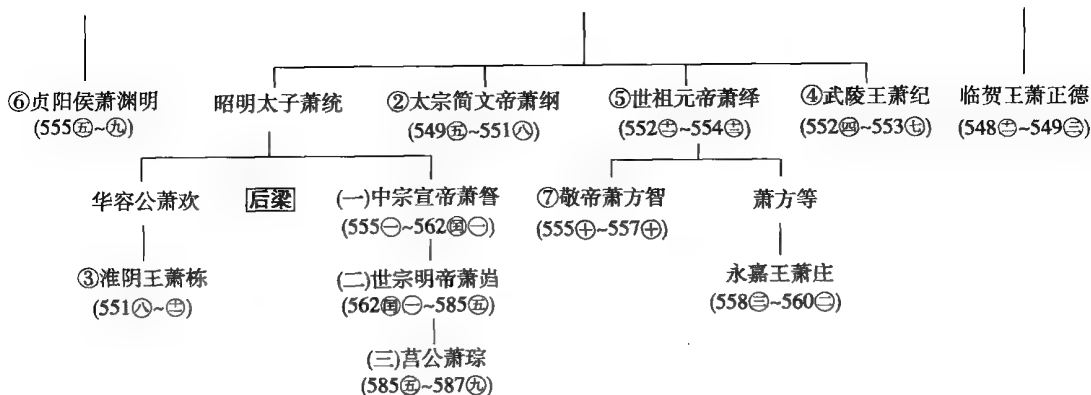 ⑥贞阳侯萧渊明 昭明太子萧统 ②太宗简文帝萧纲 ⑤世祖元帝萧绎 ④武陵王萧纪 临贺王萧正德
(555㊄~㊈) (549㊄~551㊇) (552十一~554十二) (552㊃~553㊆) (548十一~549㊂)
华容公萧欢 后梁 (一)中宗宣帝萧詧 ⑦敬帝萧方智 萧方等
(555㊀~562闰㊀) (555㊉~557㊉)
③淮阴王萧栋 (二)世宗明帝萧岿 永嘉王萧庄
(551㊇~十一) (562闰㊀~585㊄) (558㊂~560㊁)
(三)莒公萧琮
(585㊄~587㊈)